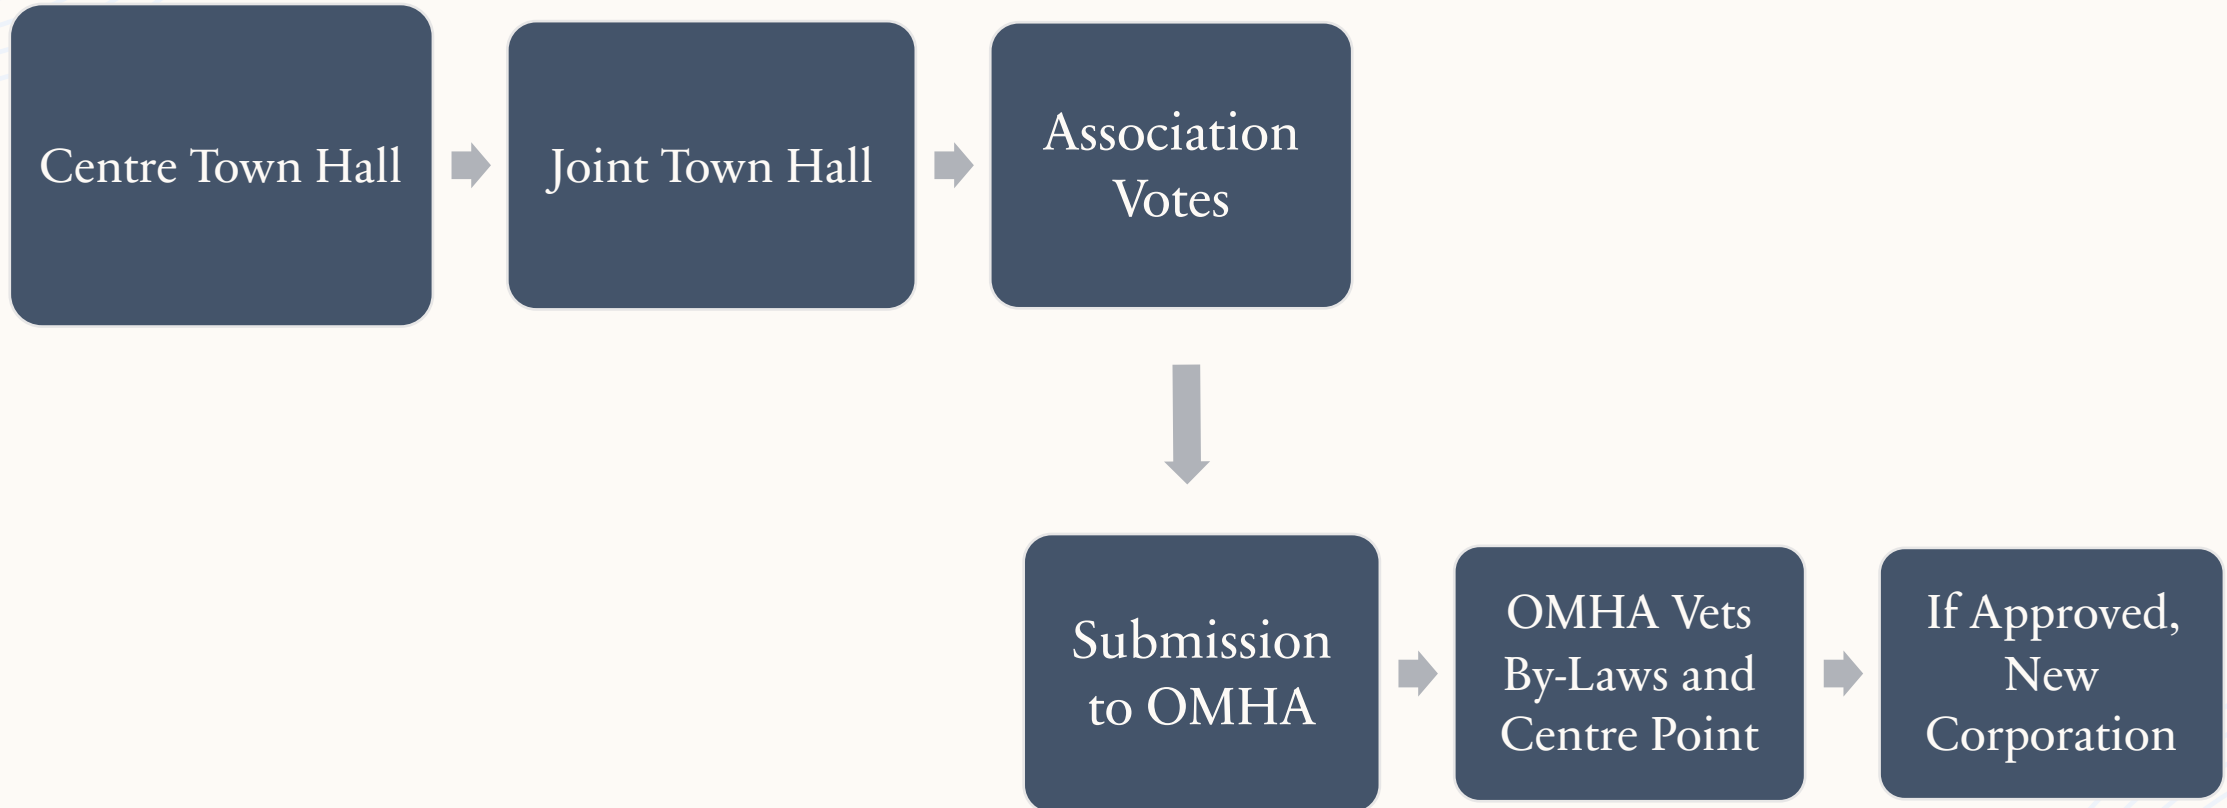 Centre Town Hall
Joint Town Hall
Association
Votes
Submission
to OMHA
OMHA Vets
By-Laws and
Centre Point
If Approved,
New
Corporation